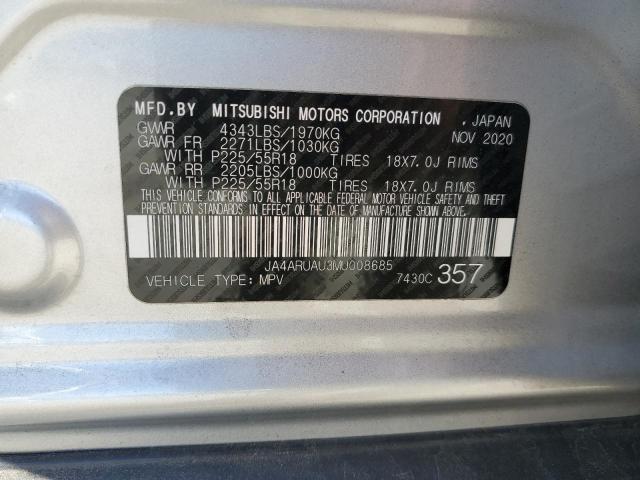 MFD.BY MITSUBISHI MOTORS CORPORATION , JAPAN
GVWR 4343LBS/1970KG NOV 2020
GAWR FR 2271LBS/1030KG
WITH P225/55R18 TIRES 18X7.0J RIMS
GAWR RR 2205LBS/1000KG
WITH P225/55R18 TIRES 18X7.0J RIMS
THIS VEHICLE CONFORMS TO ALL APPLICABLE FEDERAL MOTOR VEHICLE SAFETY AND THEFT
PREVENTION STANDARDS IN EFFECT ON THE DATE OF MANUFACTURE SHOWN ABOVE.
JA4ARUAU3MU008685
VEHICLE TYPE: MPV 7430C 357